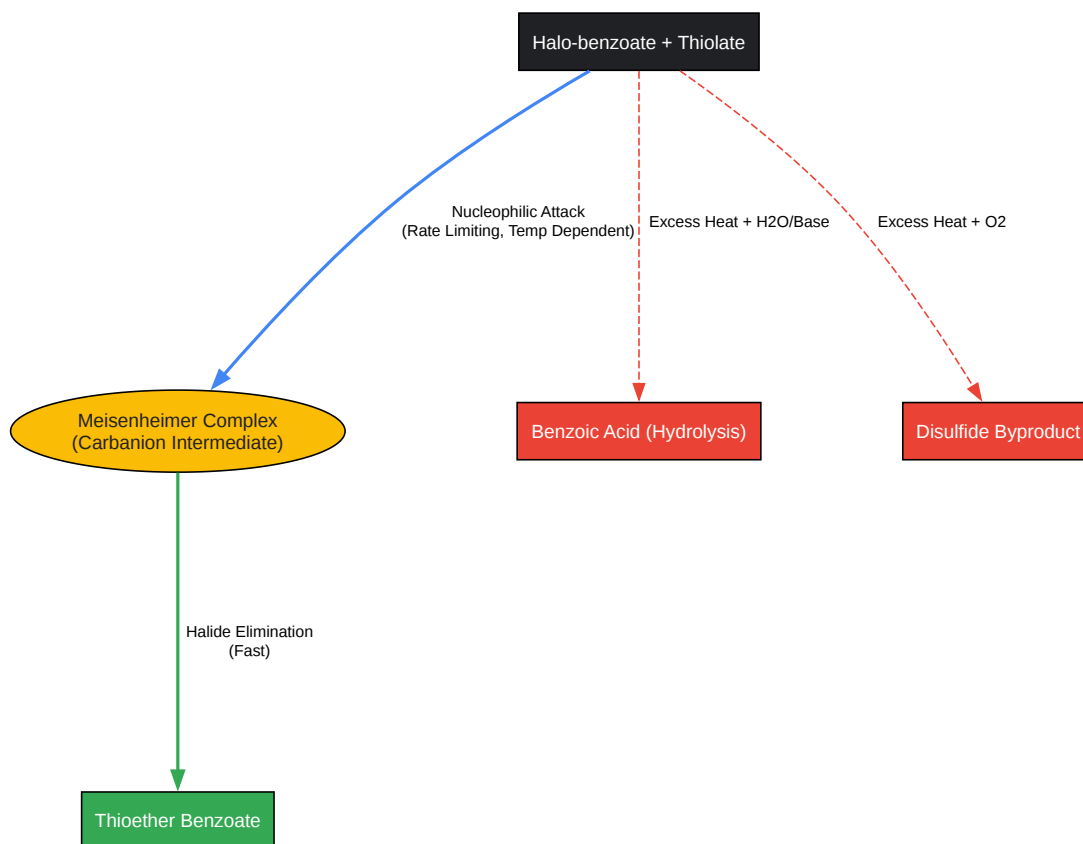 Halo-benzoate + Thiolate
Nucleophilic Attack
(Rate Limiting, Temp Dependent)
Excess Heat + H2O/Base
Excess Heat + O2
Meisenheimer Complex
(Carbanion Intermediate)
Benzoic Acid (Hydrolysis)
Disulfide Byproduct
Halide Elimination
(Fast)
Thioether Benzoate